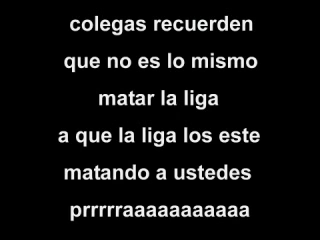 colegas recuerden
que no es lo mismo
matar la liga
a que la liga los este
matando a ustedes
prrrrraaaaaaaaaaa